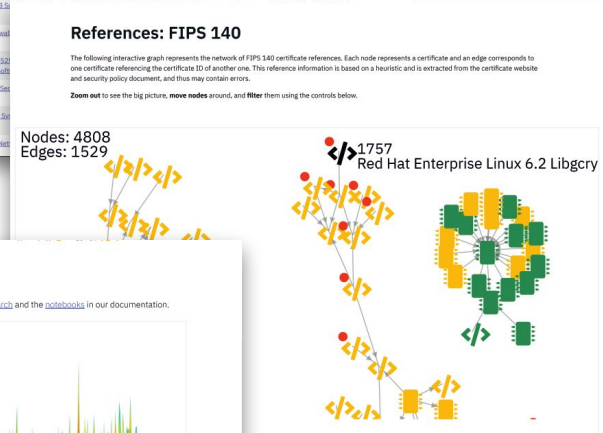 References: FIPS 140
The following interactive graph represents the network of FIPS 140 certificate references. Each node represents a certificate and an edge corresponds to
one certificate referencing the certificate ID of another one. This reference information is based on a heuristic and is extracted from the certificate website
and security policy document, and thus may contain errors.
Zoom out to see the big picture, move nodes around, and filter them using the controls below.
Nodes: 4808
Edges: 1529
1757
Red Hat Enterprise Linux 6.2 Libgcry
and the notebooks in our documentation.